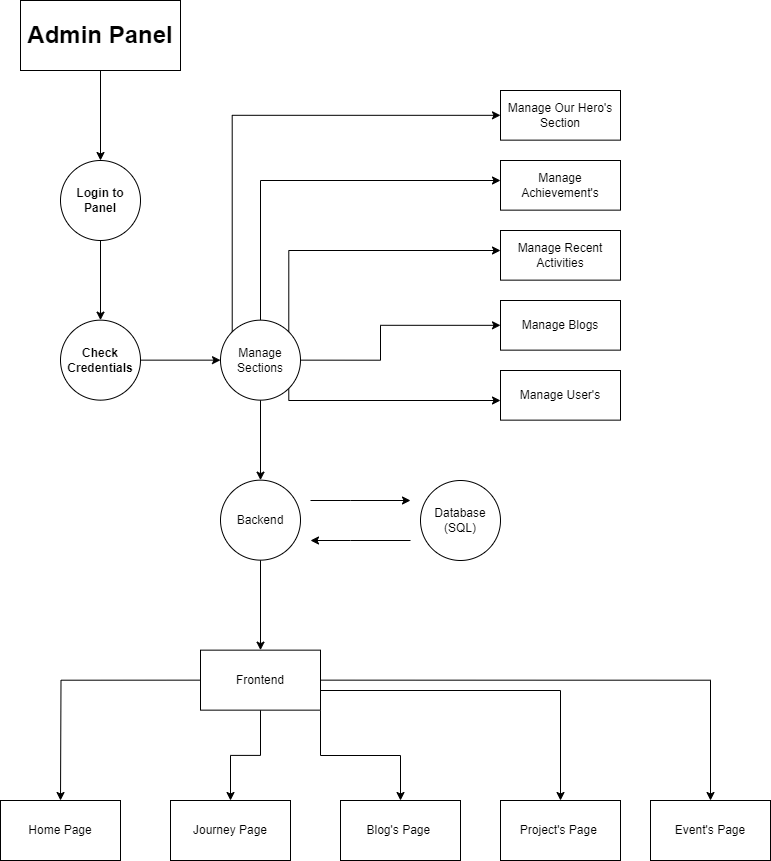 Admin Panel
Manage Our Hero's
Section
Manage
Achievement's
Login to
Panel
Manage Recent
Activities
Manage Blogs
Check
Credentials
Manage
Sections
Manage User's
Backend
Database
(SQL)
Frontend
Home Page
Journey Page
Blog's Page
Project's Page
Event's Page